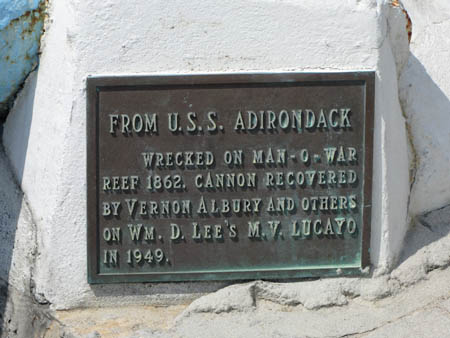 FROM U.S.S. ADIRONDACK
WRECKED ON MAN-O-WAR
REEF 1862. CANNON RECOVERED
BY VERNON ALBURY AND OTHERS
ON WM. D. LEE'S M.V. LUCAYO
IN 1949.